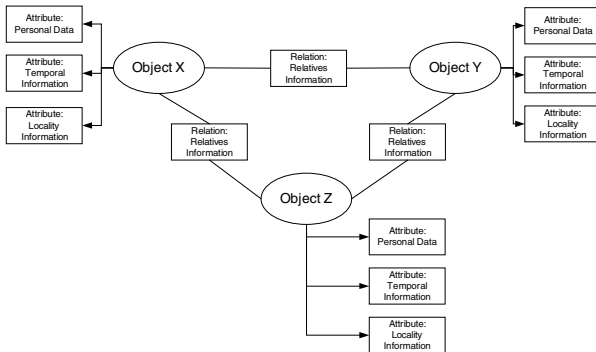 Attribute:
Personal Data
Attribute:
Temporal
Information
Attribute:
Locality
Information
Object X
Relation:
Relatives
Information
Object Y
Attribute:
Personal Data
Attribute:
Temporal
Information
Attribute:
Locality
Information
Relation:
Relatives
Information
Relation:
Relatives
Information
Object Z
Attribute:
Personal Data
Attribute:
Temporal
Information
Attribute:
Locality
Information